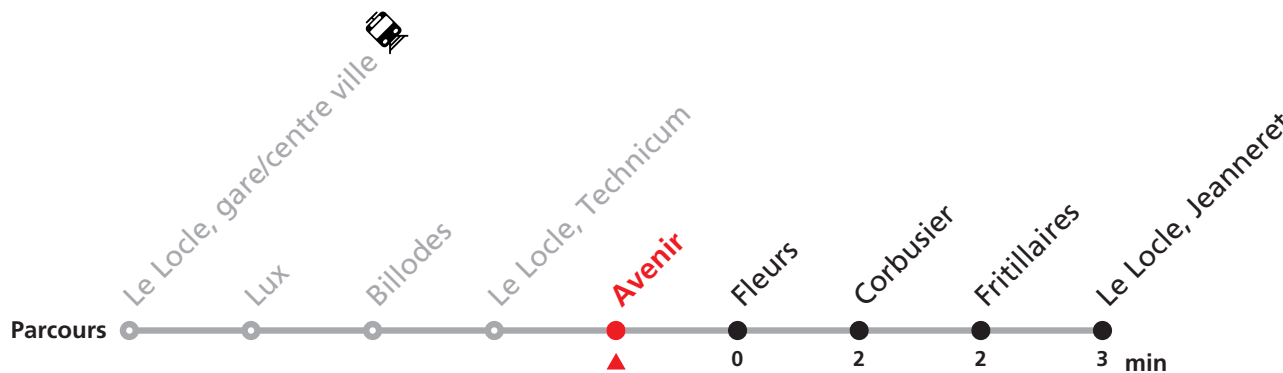 Le Locle, gare/centre ville
Lux
Billodes
Le Locle, Technicum
Avenir
Fleurs
Corbusier
Fritillaires
Le Locle, Jeanneret
Parcours
0 2 2 3 min